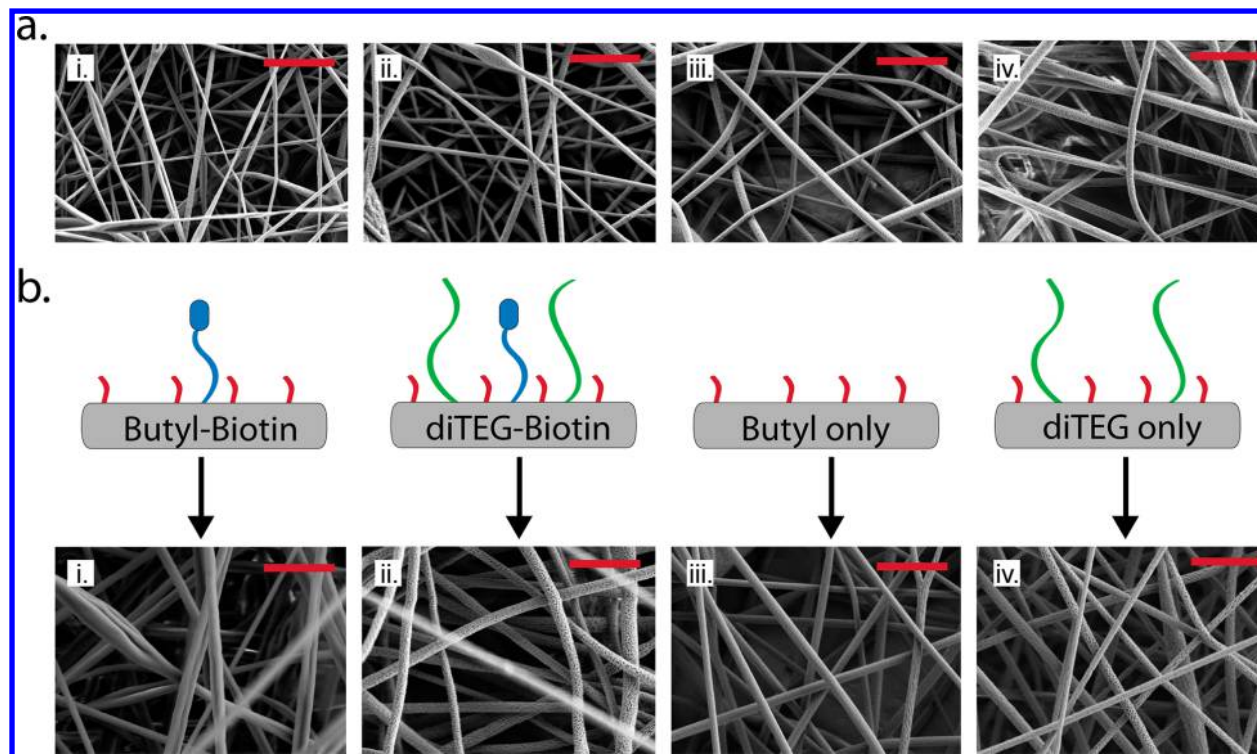 a.
i.
ii.
iii.
iv.
b.
Butyl-Biotin
diTEG-Biotin
Butyl only
diTEG only
i.
ii.
iii.
iv.